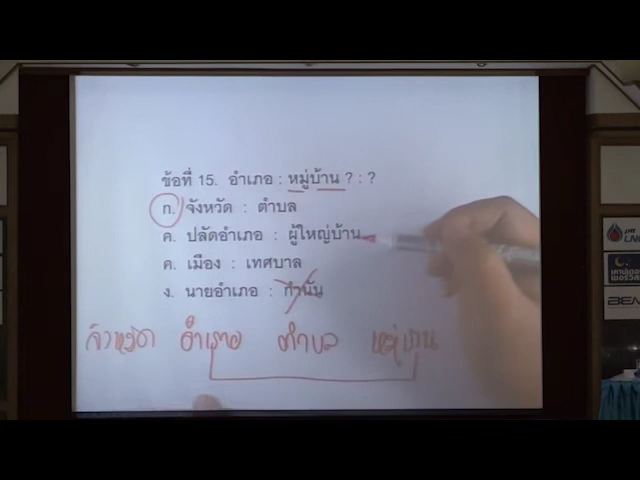 ข้อที่ 15. อำเภอ : หมู่บ้าน ? : ?
ก. จังหวัด : ตำบล
ค. ปลัดอำเภอ : ผู้ใหญ่บ้าน
ค. เมือง : เทศบาล
ง. นายอำเภอ : กำนัน
จังหวัด อำเภอ ตำบล หมู่บ้าน